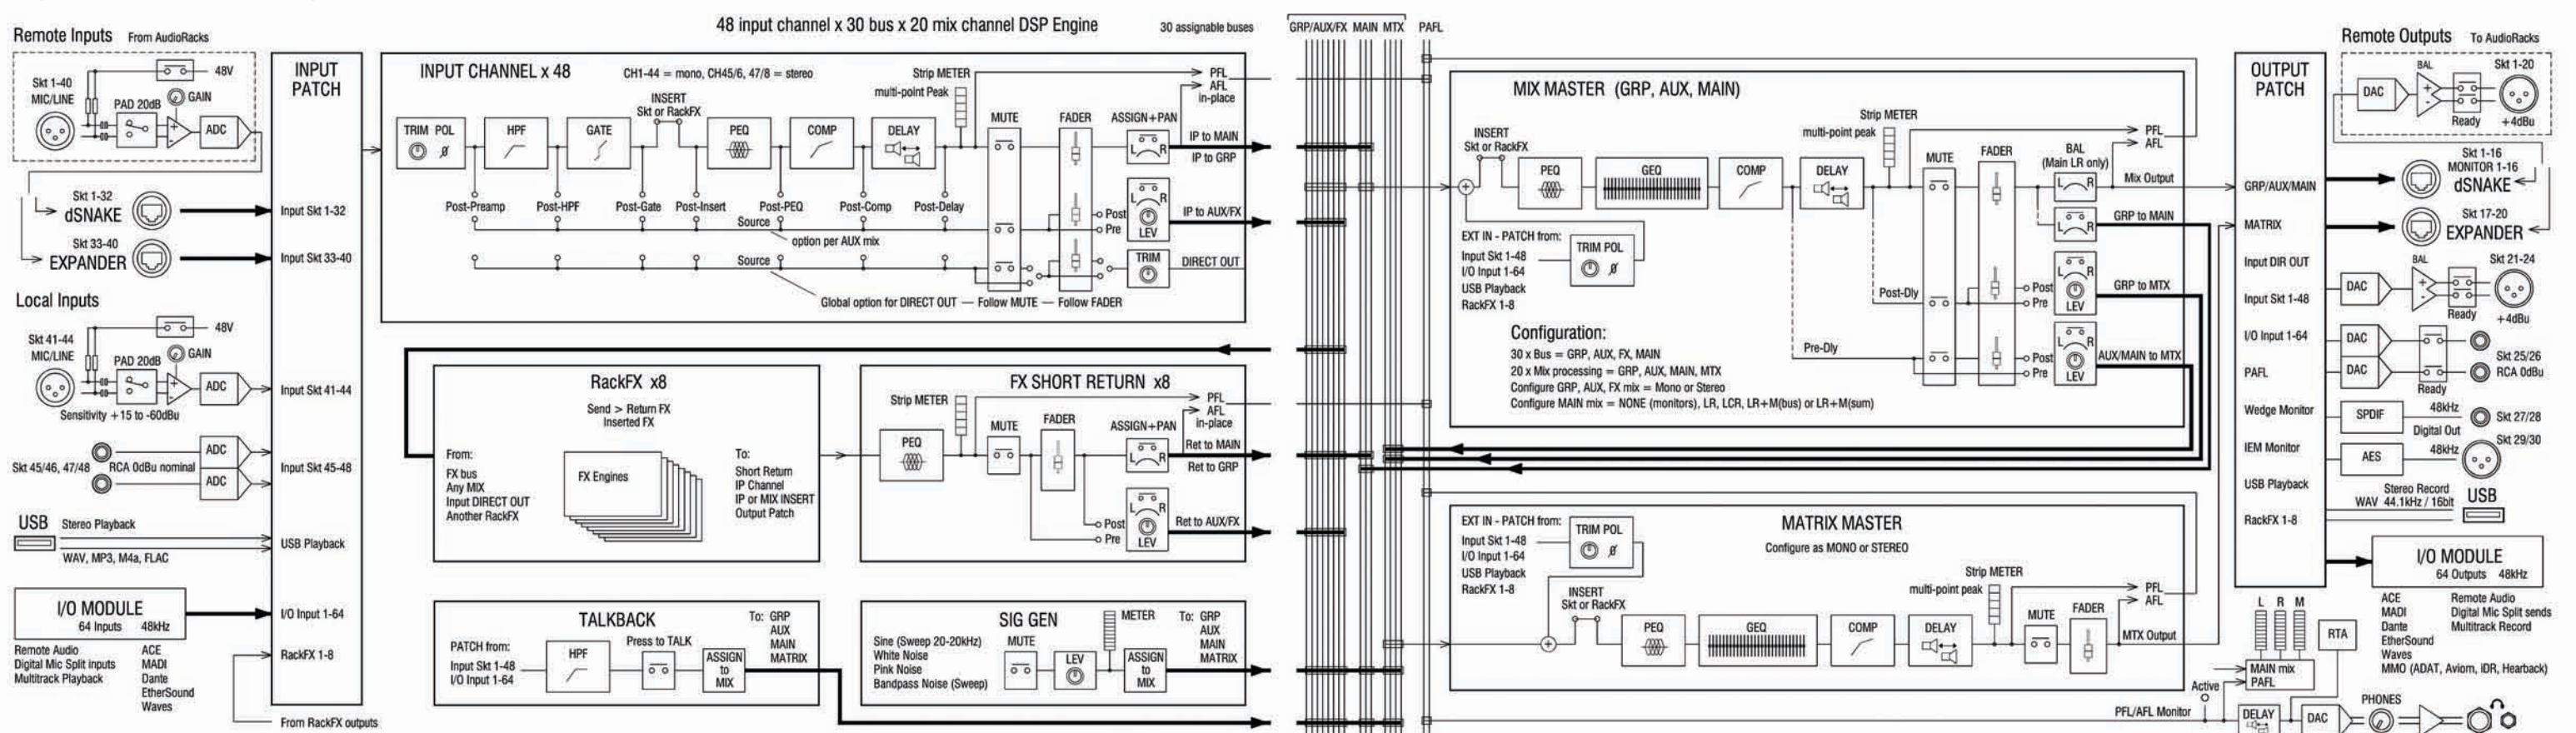 48 input channel x 30 bus x 20 mix channel DSP Engine
30 assignable buses
GRP/AUX/FX MAIN MTX
PAFL
Remote Inputs From AudioRacks
Skt 1-40
MIC/LINE
48V
PAD 20dB
GAIN
ADC
Skt 1-32
dSNAKE
Skt 33-40
EXPANDER
Local Inputs
Skt 41-44
MIC/LINE
48V
PAD 20dB
GAIN
ADC
Sensitivity +15 to -60dBu
ADC
Skt 45/46, 47/48 RCA 0dBu nominal
ADC
USB Stereo Playback
WAV, MP3, M4a, FLAC
I/O MODULE
64 Inputs 48kHz
Remote Audio
Digital Mic Split inputs
Multitrack Playback
ACE
MADI
Dante
EtherSound
Waves
From RackFX outputs
INPUT
PATCH
Input Skt 1-32
Input Skt 33-40
Input Skt 41-44
Input Skt 45-48
USB Playback
I/O Input 1-64
RackFX 1-8
INPUT CHANNEL x 48
CH1-44 = mono, CH45/6, 47/8 = stereo
Strip METER
multi-point Peak
PFL
AFL
in-place
INSERT
Skt or RackFX
TRIM POL
HPF
GATE
PEQ
COMP
DELAY
MUTE
FADER
ASSIGN+PAN
L R
IP to MAIN
IP to GRP
Post-Preamp
Post-HPF
Post-Gate
Post-Insert
Post-PEQ
Post-Comp
Post-Delay
Source
option per AUX mix
Post
Pre
L R
LEV
IP to AUX/FX
Source
TRIM
DIRECT OUT
Global option for DIRECT OUT — Follow MUTE — Follow FADER
RackFX x8
Send > Return FX
Inserted FX
From:
FX bus
Any MIX
Input DIRECT OUT
Another RackFX
FX Engines
To:
Short Return
IP Channel
IP or MIX INSERT
Output Patch
FX SHORT RETURN x8
Strip METER
PFL
AFL
in-place
PEQ
MUTE
FADER
ASSIGN+PAN
L R
Ret to MAIN
Ret to GRP
Post
Pre
L R
LEV
Ret to AUX/FX
TALKBACK
PATCH from:
Input Skt 1-48
I/O Input 1-64
HPF
Press to TALK
ASSIGN
to
MIX
To: GRP
AUX
MAIN
MATRIX
SIG GEN
Sine (Sweep 20-20kHz)
White Noise
Pink Noise
Bandpass Noise (Sweep)
MUTE
LEV
METER
ASSIGN
to
MIX
To: GRP
AUX
MAIN
MATRIX
MIX MASTER (GRP, AUX, MAIN)
INSERT
Skt or RackFX
PEQ
GEQ
COMP
DELAY
Strip METER
multi-point peak
MUTE
FADER
PFL
AFL
BAL
(Main LR only)
L R
Mix Output
L R
GRP to MAIN
EXT IN - PATCH from:
Input Skt 1-48
I/O Input 1-64
USB Playback
RackFX 1-8
TRIM POL
Post-Dly
Post
Pre
L R
LEV
GRP to MTX
Pre-Dly
Post
Pre
L R
LEV
AUX/MAIN to MTX
Configuration:
30 x Bus = GRP, AUX, FX, MAIN
20 x Mix processing = GRP, AUX, MAIN, MTX
Configure GRP, AUX, FX mix = Mono or Stereo
Configure MAIN mix = NONE (monitors), LR, LCR, LR+M(bus) or LR+M(sum)
MATRIX MASTER
Configure as MONO or STEREO
EXT IN - PATCH from:
Input Skt 1-48
I/O Input 1-64
USB Playback
RackFX 1-8
TRIM POL
INSERT
Skt or RackFX
PEQ
GEQ
COMP
DELAY
Strip METER
multi-point peak
MUTE
FADER
PFL
AFL
MTX Output
PFL/AFL Monitor
OUTPUT
PATCH
GRP/AUX/MAIN
MATRIX
Input DIR OUT
Input Skt 1-48
I/O Input 1-64
PAFL
Wedge Monitor
IEM Monitor
USB Playback
RackFX 1-8
Remote Outputs To AudioRacks
DAC
BAL
Ready
Skt 1-20
+4dBu
Skt 1-16
MONITOR 1-16
dSNAKE
Skt 17-20
EXPANDER
DAC
BAL
Ready
Skt 21-24
+4dBu
DAC
DAC
Ready
Skt 25/26
RCA 0dBu
SPDIF
48kHz
Digital Out
Skt 27/28
AES
48kHz
Skt 29/30
Stereo Record
WAV 44.1kHz / 16bit
USB
I/O MODULE
64 Outputs 48kHz
ACE
MADI
Dante
EtherSound
Waves
MMO (ADAT, Aviom, iDR, Hearback)
Remote Audio
Digital Mic Split sends
Multitrack Record
L R M
RTA
MAIN mix
PAFL
Active
DELAY
DAC
PHONES